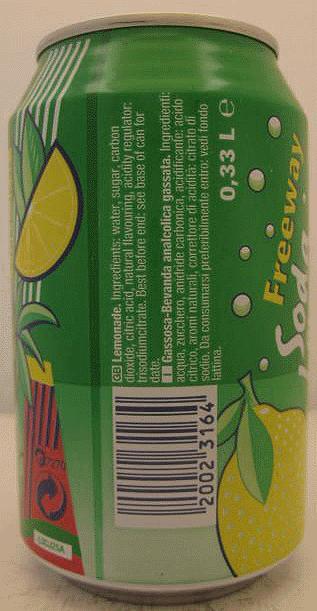 GB Lemonade. Ingredients: water, sugar, carbon
dioxide, citric acid, natural flavouring, acidity regulator:
trisodiumcitrate. Best before end: see base of can for
date.
I Gassosa-Bevanda analcolica gassata. Ingredienti:
acqua, zucchero, anidride carbonica, acidificante: acido
citrico, aromi naturali, correttore di acidità: citrato di
sodio. Da consumarsi preferibilmente entro: vedi fondo
lattina.
0,33 L e
2002 3164
Freeway
Soda